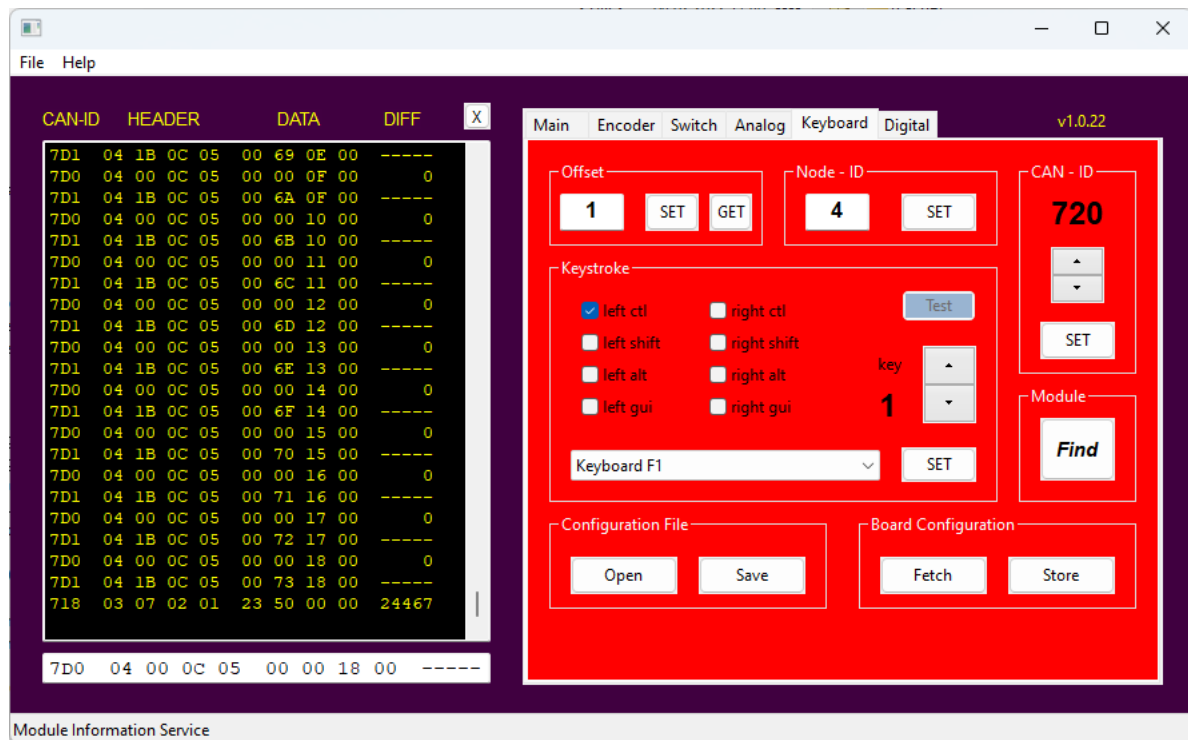 File Help
CAN-ID HEADER DATA DIFF X
7D1 04 1B 0C 05 00 69 0E 00 -----
7D0 04 00 0C 05 00 00 0F 00 0
7D1 04 1B 0C 05 00 6A 0F 00 -----
7D0 04 00 0C 05 00 00 10 00 0
7D1 04 1B 0C 05 00 6B 10 00 -----
7D0 04 00 0C 05 00 00 11 00 0
7D1 04 1B 0C 05 00 6C 11 00 -----
7D0 04 00 0C 05 00 00 12 00 0
7D1 04 1B 0C 05 00 6D 12 00 -----
7D0 04 00 0C 05 00 00 13 00 0
7D1 04 1B 0C 05 00 6E 13 00 -----
7D0 04 00 0C 05 00 00 14 00 0
7D1 04 1B 0C 05 00 6F 14 00 -----
7D0 04 00 0C 05 00 00 15 00 0
7D1 04 1B 0C 05 00 70 15 00 -----
7D0 04 00 0C 05 00 00 16 00 0
7D1 04 1B 0C 05 00 71 16 00 -----
7D0 04 00 0C 05 00 00 17 00 0
7D1 04 1B 0C 05 00 72 17 00 -----
7D0 04 00 0C 05 00 00 18 00 0
7D1 04 1B 0C 05 00 73 18 00 -----
718 03 07 02 01 23 50 00 00 24467
7D0 04 00 0C 05 00 00 18 00 -----
Main Encoder Switch Analog Keyboard Digital
v1.0.22
Offset
1 SET GET
Node - ID
4 SET
CAN - ID
720
SET
Keystroke
left ctl right ctl Test
left shift right shift
left alt right alt key
left gui right gui 1
Keyboard F1 SET
Module
Find
Configuration File
Open Save
Board Configuration
Fetch Store
Module Information Service